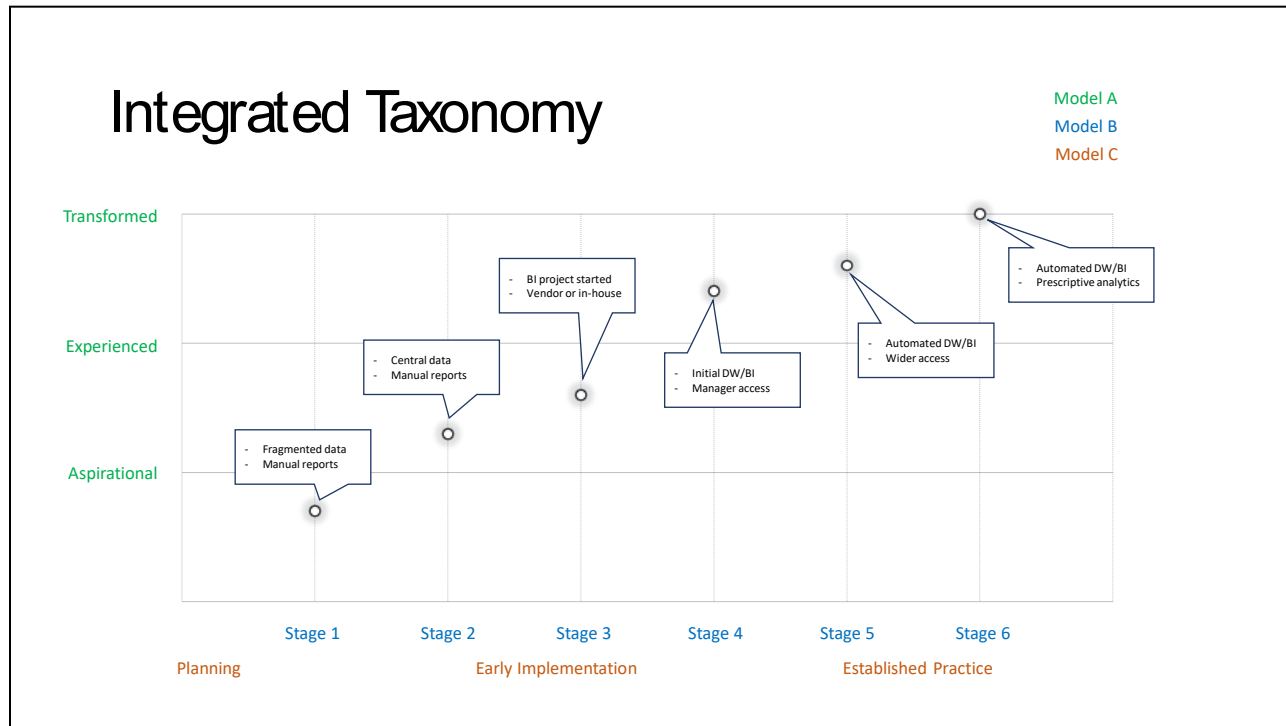 Integrated Taxonomy
Model A
Model B
Model C
Transformed
Experienced
Aspirational
- Fragmented data
- Manual reports
- Central data
- Manual reports
- BI project started
- Vendor or in-house
- Initial DW/BI
- Manager access
- Automated DW/BI
- Wider access
- Automated DW/BI
- Prescriptive analytics
Stage 1
Stage 2
Stage 3
Stage 4
Stage 5
Stage 6
Planning
Early Implementation
Established Practice